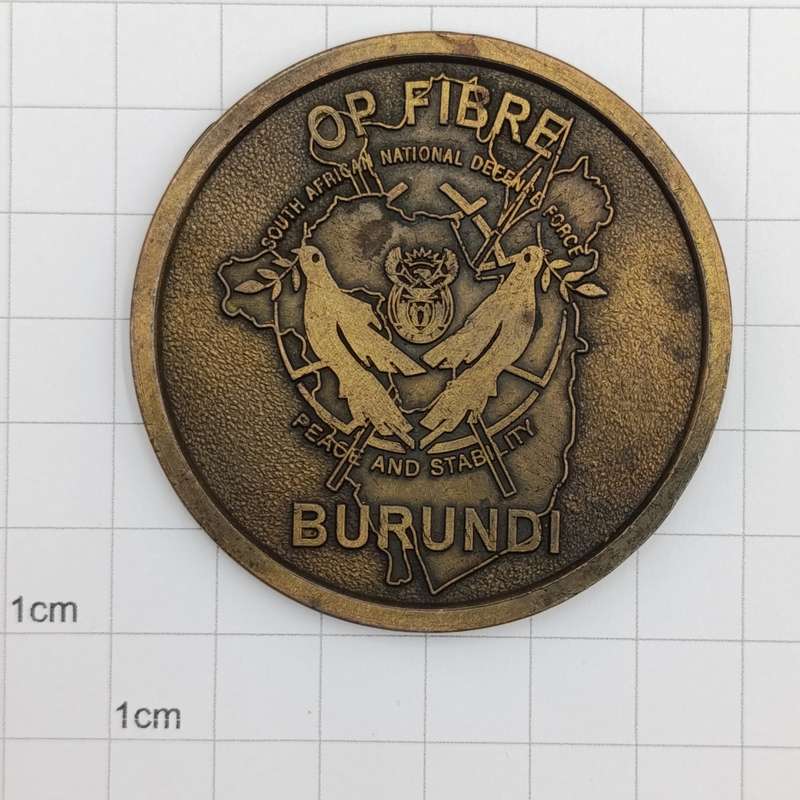 OP FIBRE
SOUTH AFRICAN NATIONAL DEFENCE FORCE
PEACE AND STABILITY
BURUNDI
1cm
1cm